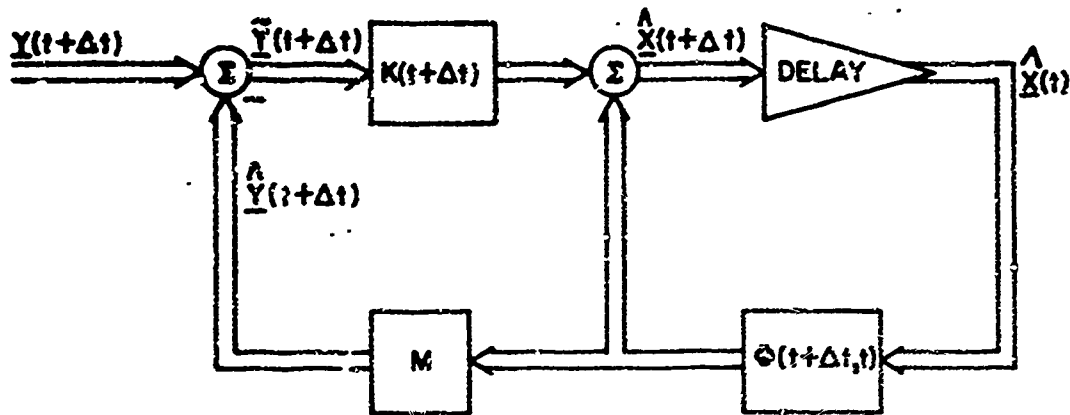 Y(t+Δt)
Σ
−
Ỹ(t+Δt)
K(t+Δt)
Σ
X̂(t+Δt)
DELAY
X̂(t)
Ŷ(t+Δt)
M
Φ(t+Δt,t)